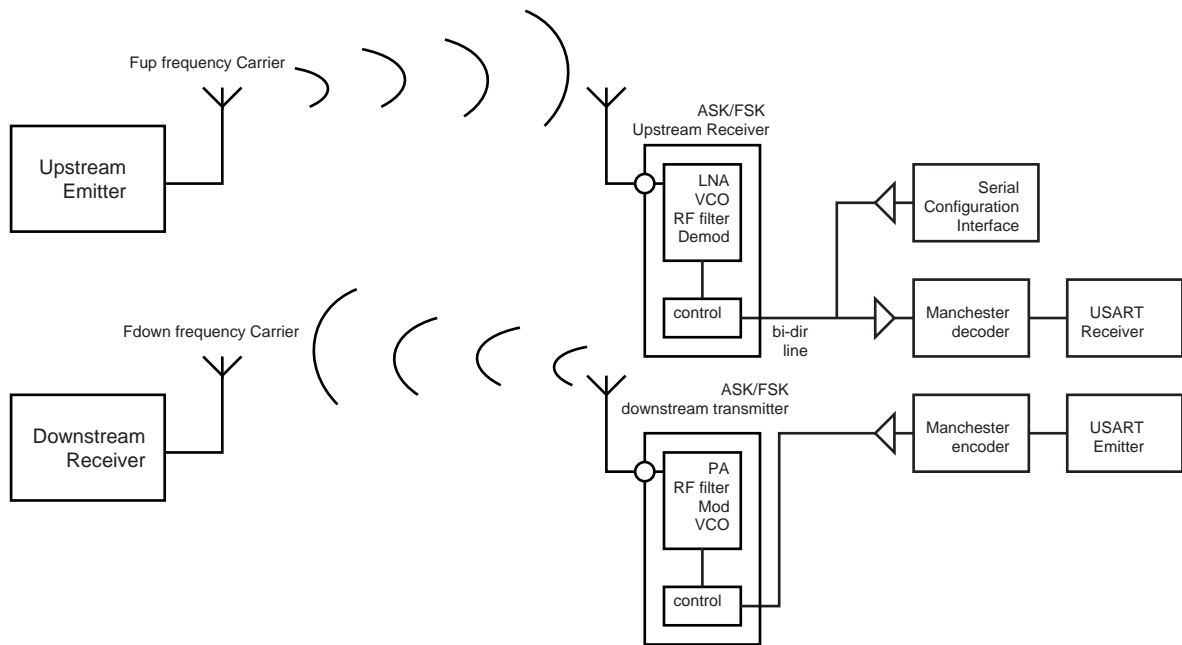 Fup frequency Carrier
Upstream
Emitter
ASK/FSK
Upstream Receiver
LNA
VCO
RF filter
Demod
control
bi-dir
line
Serial
Configuration
Interface
Manchester
decoder
USART
Receiver
Fdown frequency Carrier
Downstream
Receiver
ASK/FSK
downstream transmitter
PA
RF filter
Mod
VCO
control
Manchester
encoder
USART
Emitter